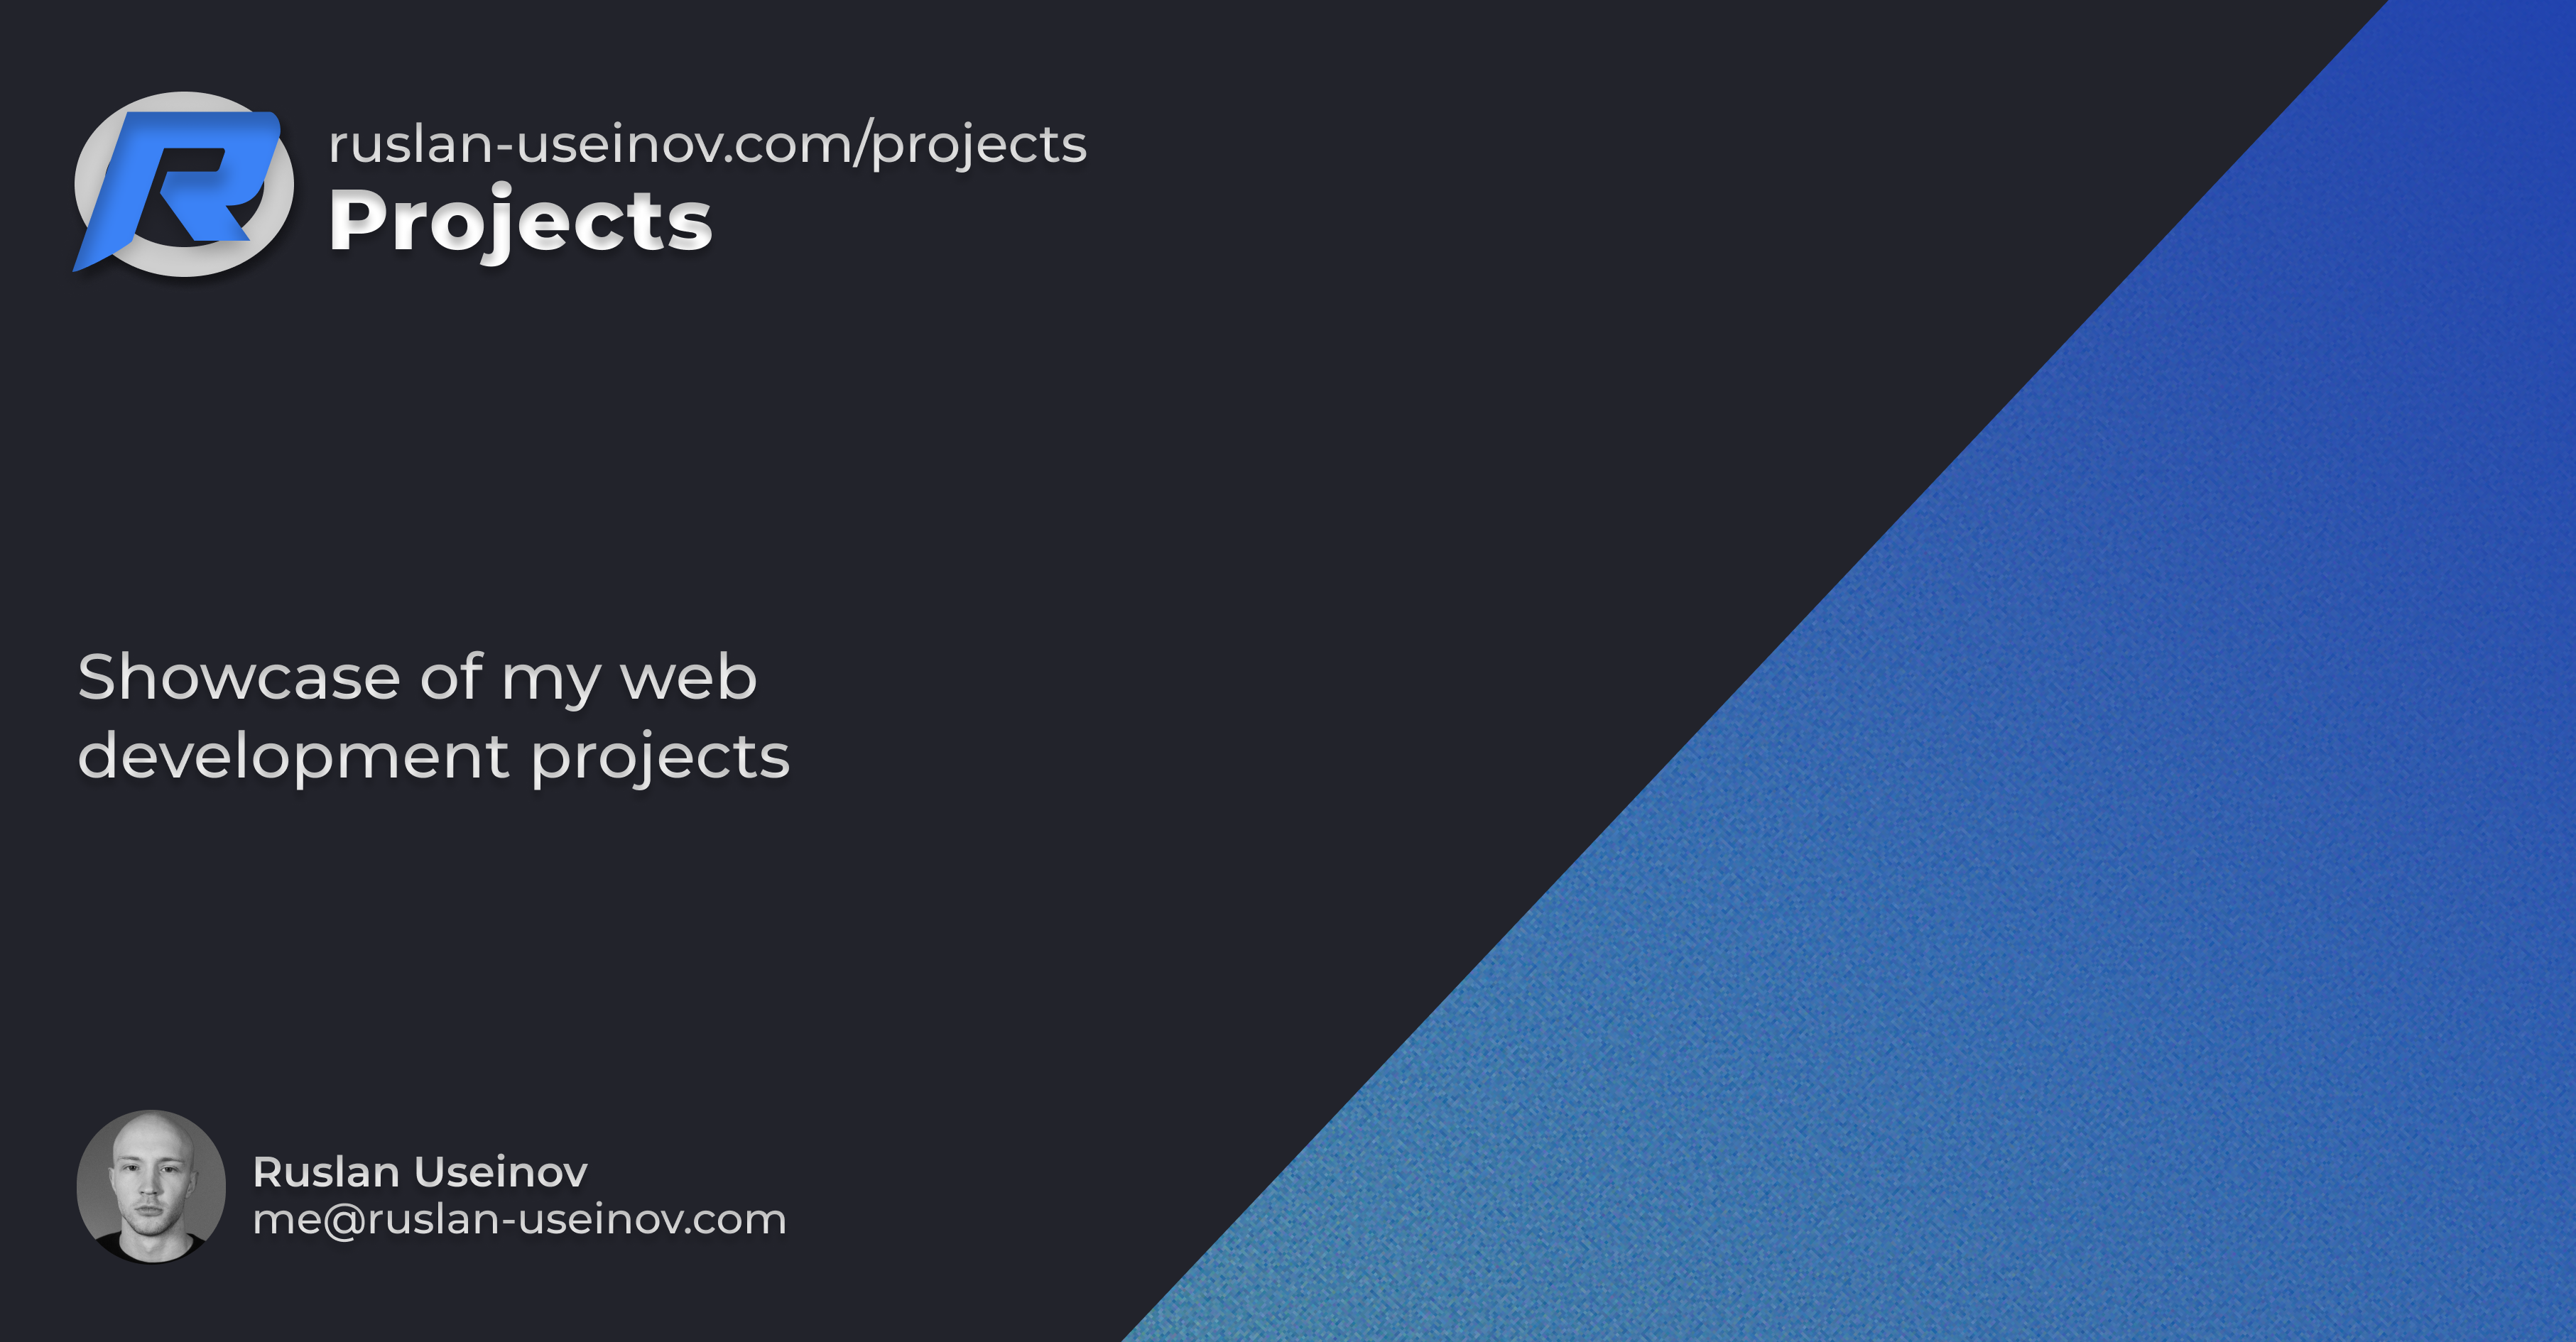 R
ruslan-useinov.com/projects
Projects
Showcase of my web
development projects
Ruslan Useinov
me@ruslan-useinov.com